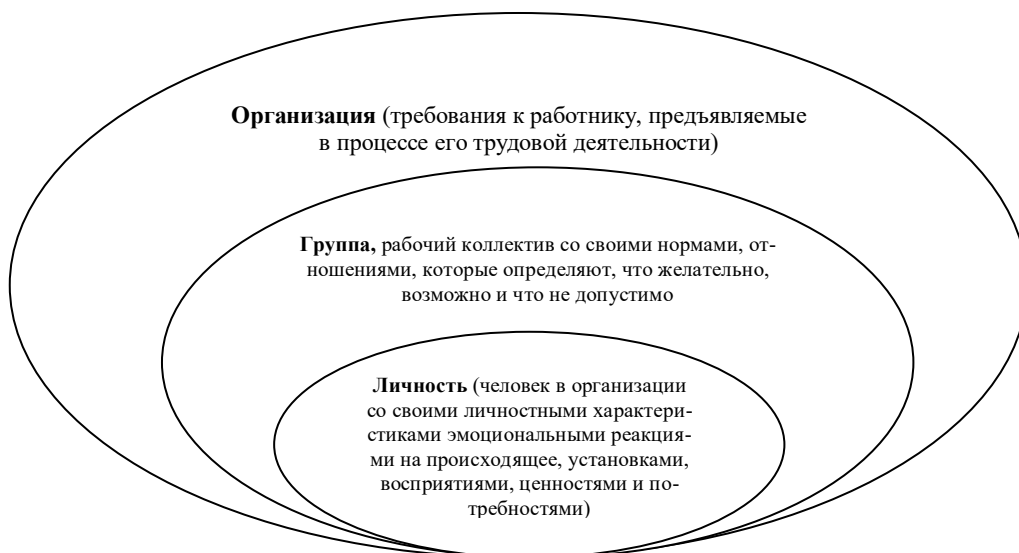 Организация (требования к работнику, предъявляемые
в процессе его трудовой деятельности)
Группа, рабочий коллектив со своими нормами, от-
ношениями, которые определяют, что желательно,
возможно и что не допустимо
Личность (человек в организации
со своими личностными характери-
стиками эмоциональными реакция-
ми на происходящее, установками,
восприятиями, ценностями и по-
требностями)